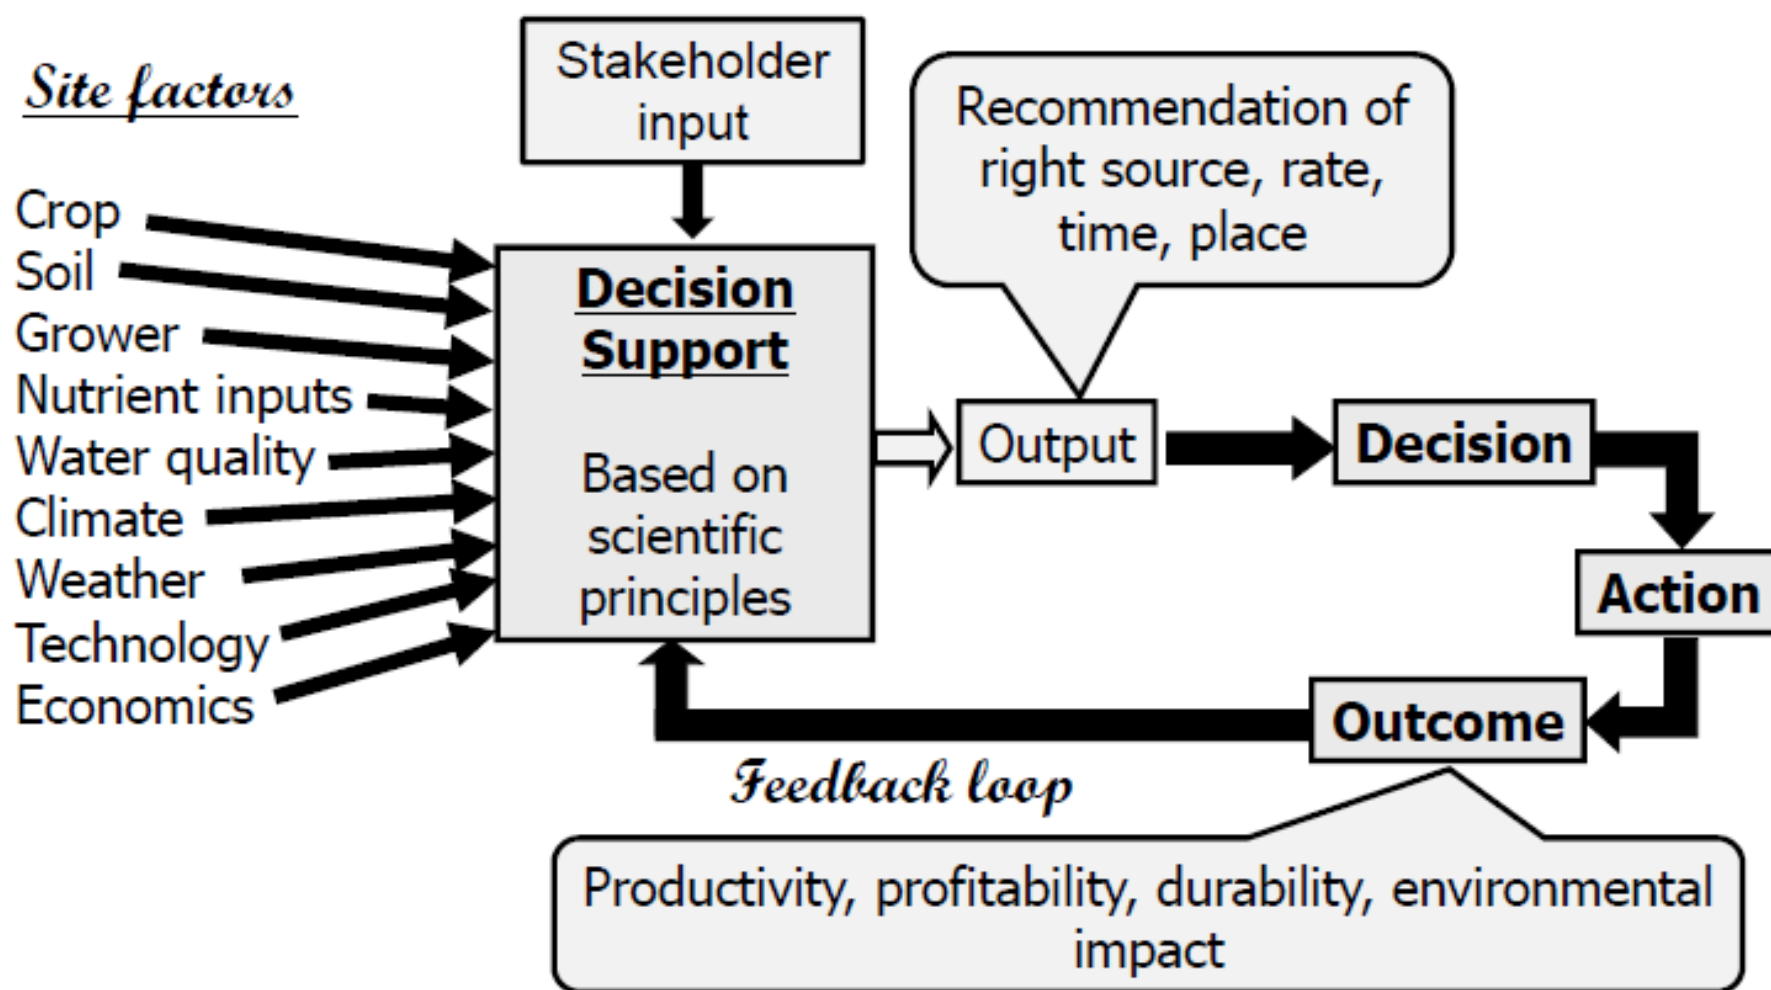 Site factors
Crop
Soil
Grower
Nutrient inputs
Water quality
Climate
Weather
Technology
Economics
Stakeholder
input
Decision
Support
Based on
scientific
principles
Recommendation of
right source, rate,
time, place
Output
Decision
Action
Outcome
Feedback loop
Productivity, profitability, durability, environmental
impact